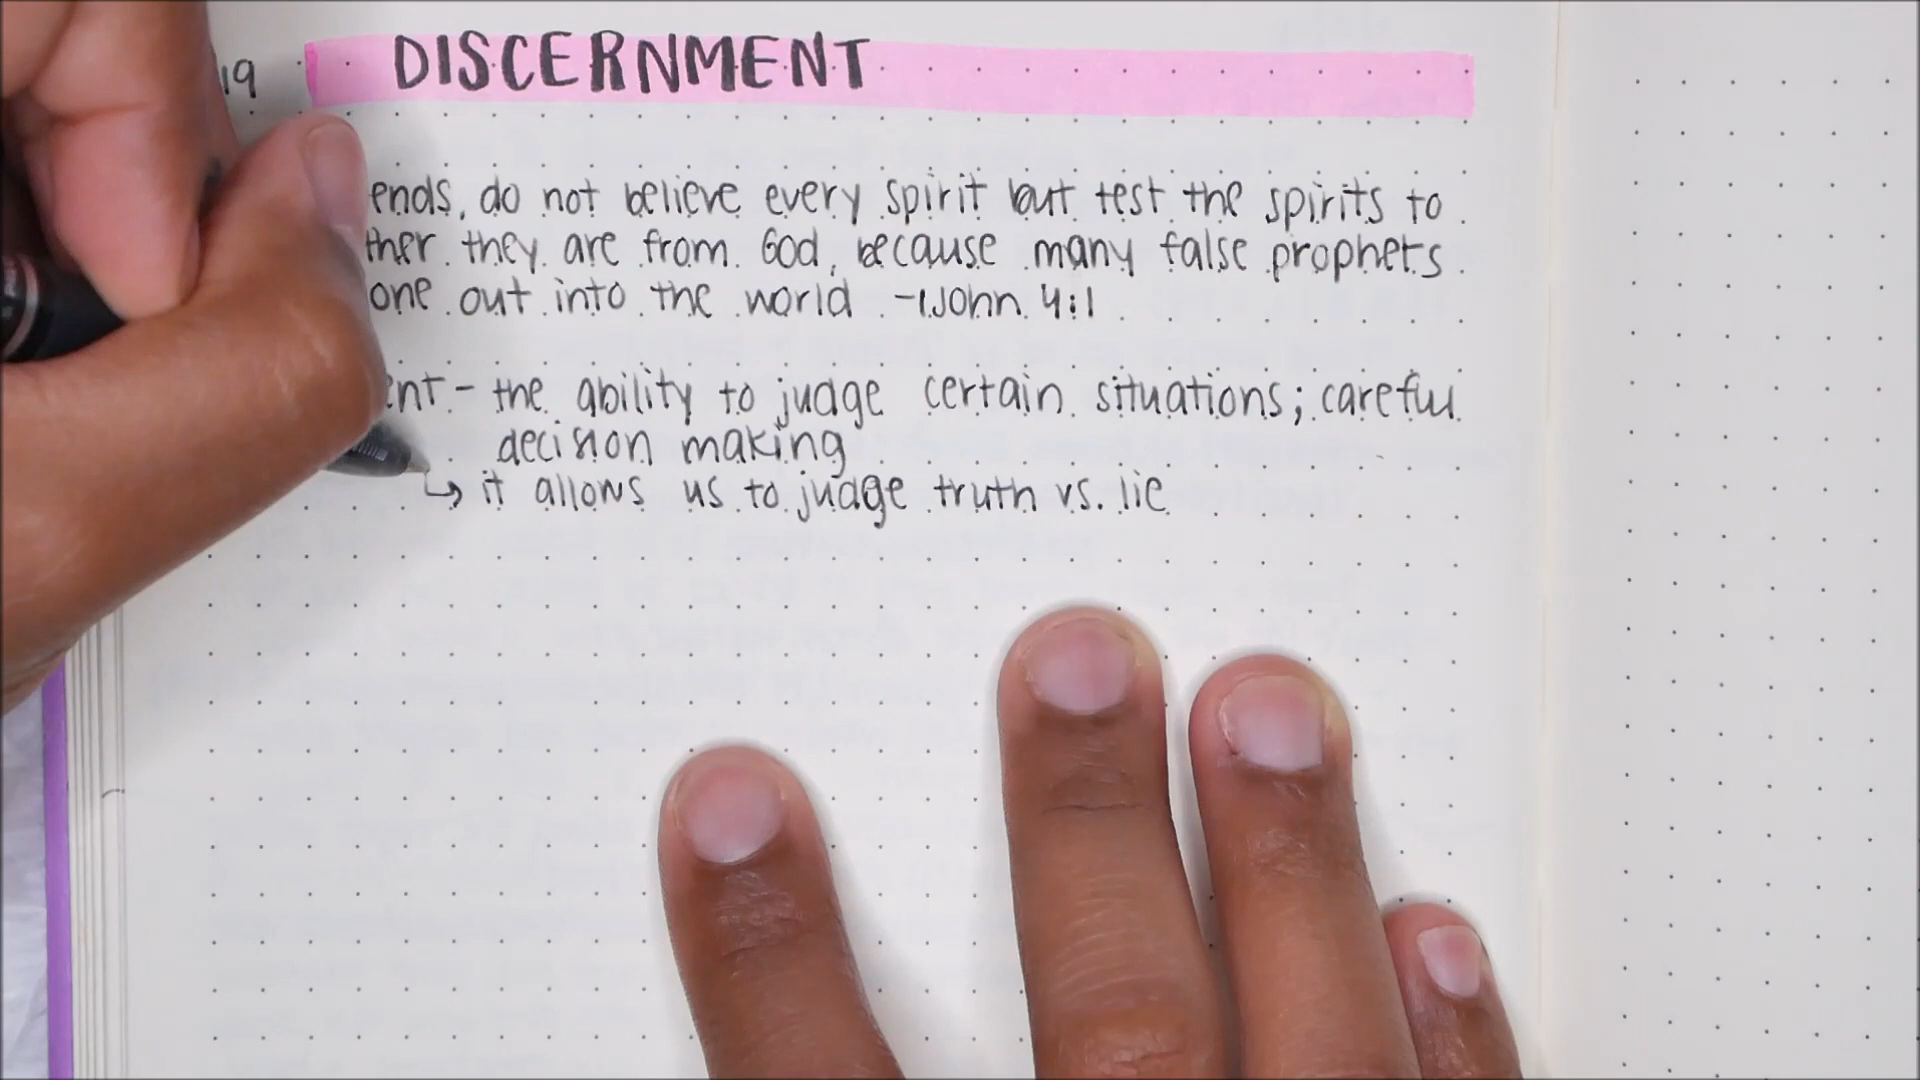 19 DISCERNMENT
ends, do not believe every spirit but test the spirits to
ther they are from God, because many false prophets
one out into the world -1John 4:1
ent - the ability to judge certain situations; careful
decision making
↳ it allows us to judge truth vs. lie